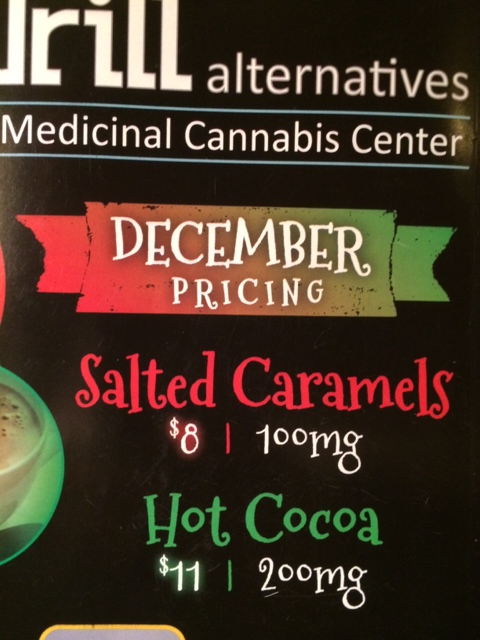 alternatives
Medicinal Cannabis Center
DECEMBER
PRICING
Salted Caramels
$8 | 100mg
Hot Cocoa
$11 | 200mg